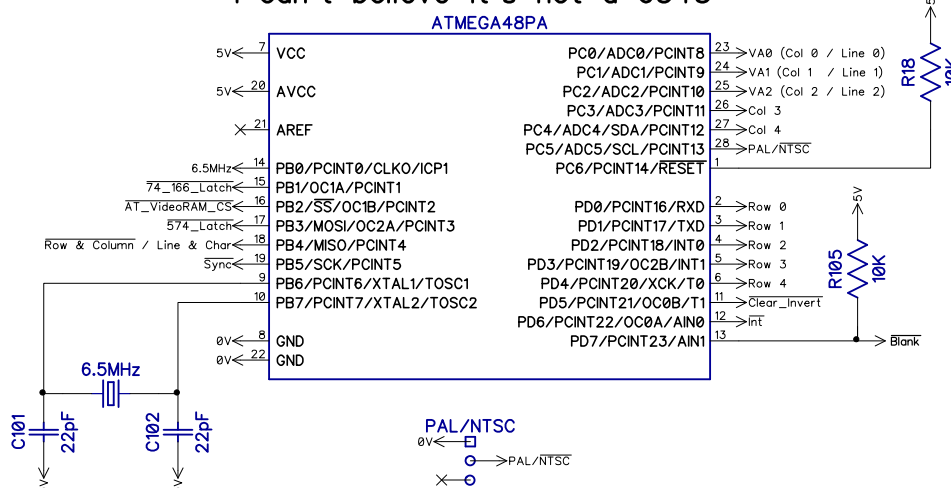 ATMEGA48PA
5V 7 VCC
5V 20 AVCC
21 AREF
6.5MHz 14 PB0/PCINT0/CLKO/ICP1
74_166_Latch 15 PB1/OC1A/PCINT1
AT_VideoRAM_CS 16 PB2/SS/OC1B/PCINT2
574_Latch 17 PB3/MOSI/OC2A/PCINT3
Row & Column / Line & Char 18 PB4/MISO/PCINT4
Sync 19 PB5/SCK/PCINT5
9 PB6/PCINT6/XTAL1/TOSC1
10 PB7/PCINT7/XTAL2/TOSC2
0V 8 GND
0V 22 GND
PC0/ADC0/PCINT8 23 VA0 (Col 0 / Line 0)
PC1/ADC1/PCINT9 24 VA1 (Col 1 / Line 1)
PC2/ADC2/PCINT10 25 VA2 (Col 2 / Line 2)
PC3/ADC3/PCINT11 26 Col 3
PC4/ADC4/SDA/PCINT12 27 Col 4
PC5/ADC5/SCL/PCINT13 28 PAL/NTSC
PC6/PCINT14/RESET 1
PD0/PCINT16/RXD 2 Row 0
PD1/PCINT17/TXD 3 Row 1
PD2/PCINT18/INT0 4 Row 2
PD3/PCINT19/OC2B/INT1 5 Row 3
PD4/PCINT20/XCK/T0 6 Row 4
PD5/PCINT21/OC0B/T1 11 Clear_Invert
PD6/PCINT22/OC0A/AIN0 12 Int
PD7/PCINT23/AIN1 13 Blank
R18
10K
5V
R105
10K
6.5MHz
C101
22pF
C102
22pF
PAL/NTSC
0V
PAL/NTSC